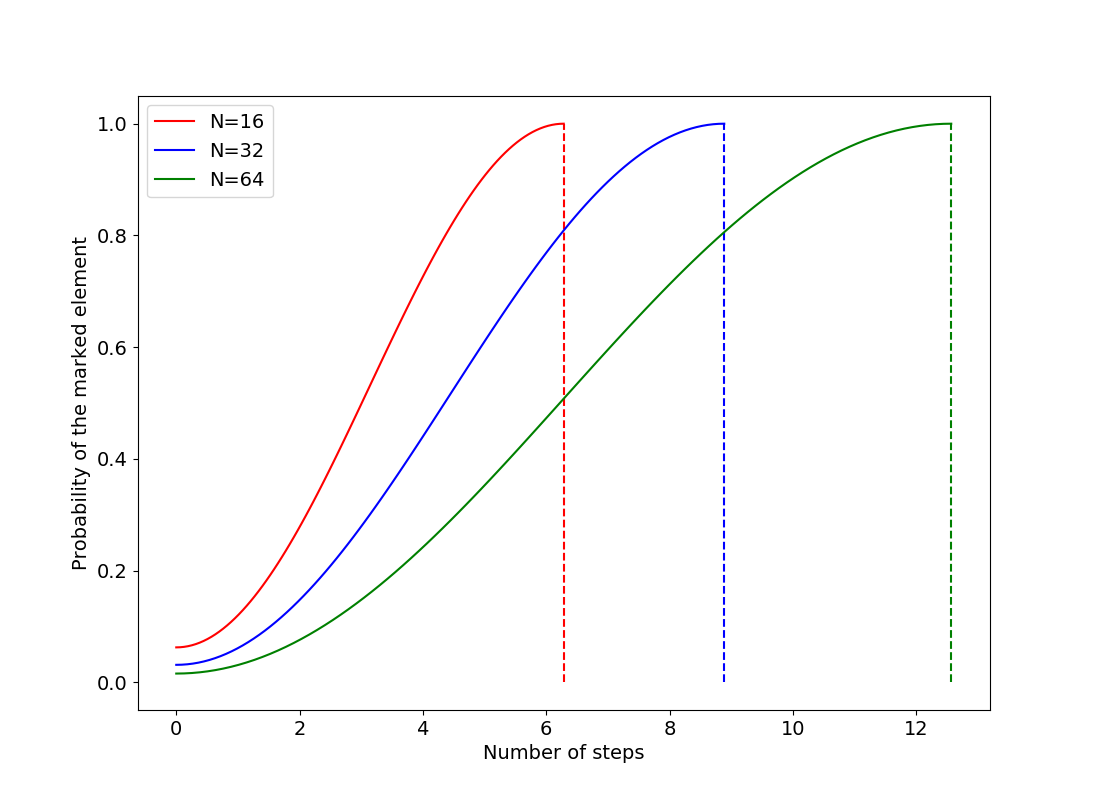 N=16
N=32
N=64
1.0
0.8
0.6
0.4
0.2
0.0
Probability of the marked element
0 2 4 6 8 10 12
Number of steps